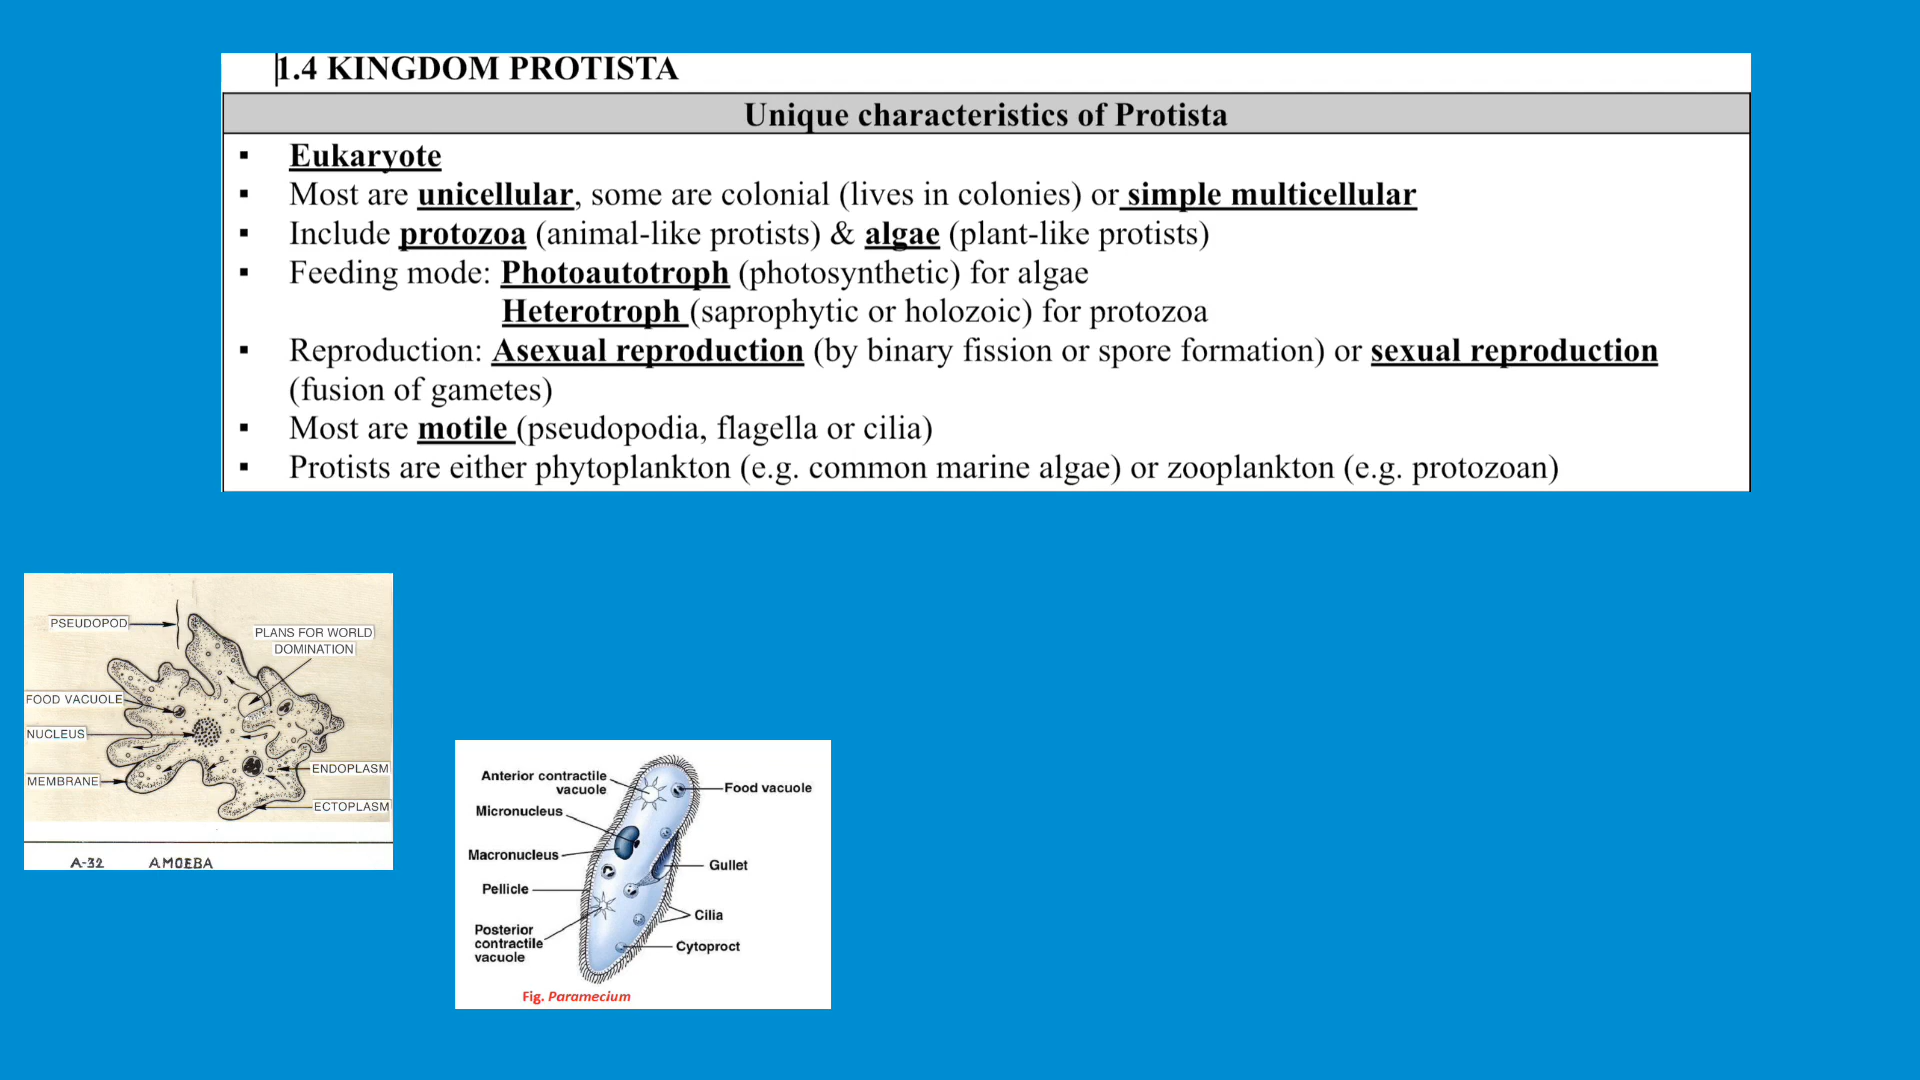 1.4 KINGDOM PROTISTA
Unique characteristics of Protista
▪ Eukaryote
▪ Most are unicellular, some are colonial (lives in colonies) or simple multicellular
▪ Include protozoa (animal-like protists) & algae (plant-like protists)
▪ Feeding mode: Photoautotroph (photosynthetic) for algae
Heterotroph (saprophytic or holozoic) for protozoa
▪ Reproduction: Asexual reproduction (by binary fission or spore formation) or sexual reproduction
(fusion of gametes)
▪ Most are motile (pseudopodia, flagella or cilia)
▪ Protists are either phytoplankton (e.g. common marine algae) or zooplankton (e.g. protozoan)
PSEUDOPOD
PLANS FOR WORLD
DOMINATION
FOOD VACUOLE
NUCLEUS
MEMBRANE
ENDOPLASM
ECTOPLASM
A-32 AMOEBA
Anterior contractile
vacuole
Food vacuole
Micronucleus
Macronucleus
Gullet
Pellicle
Cilia
Posterior
contractile
vacuole
Cytoproct
Fig. Paramecium